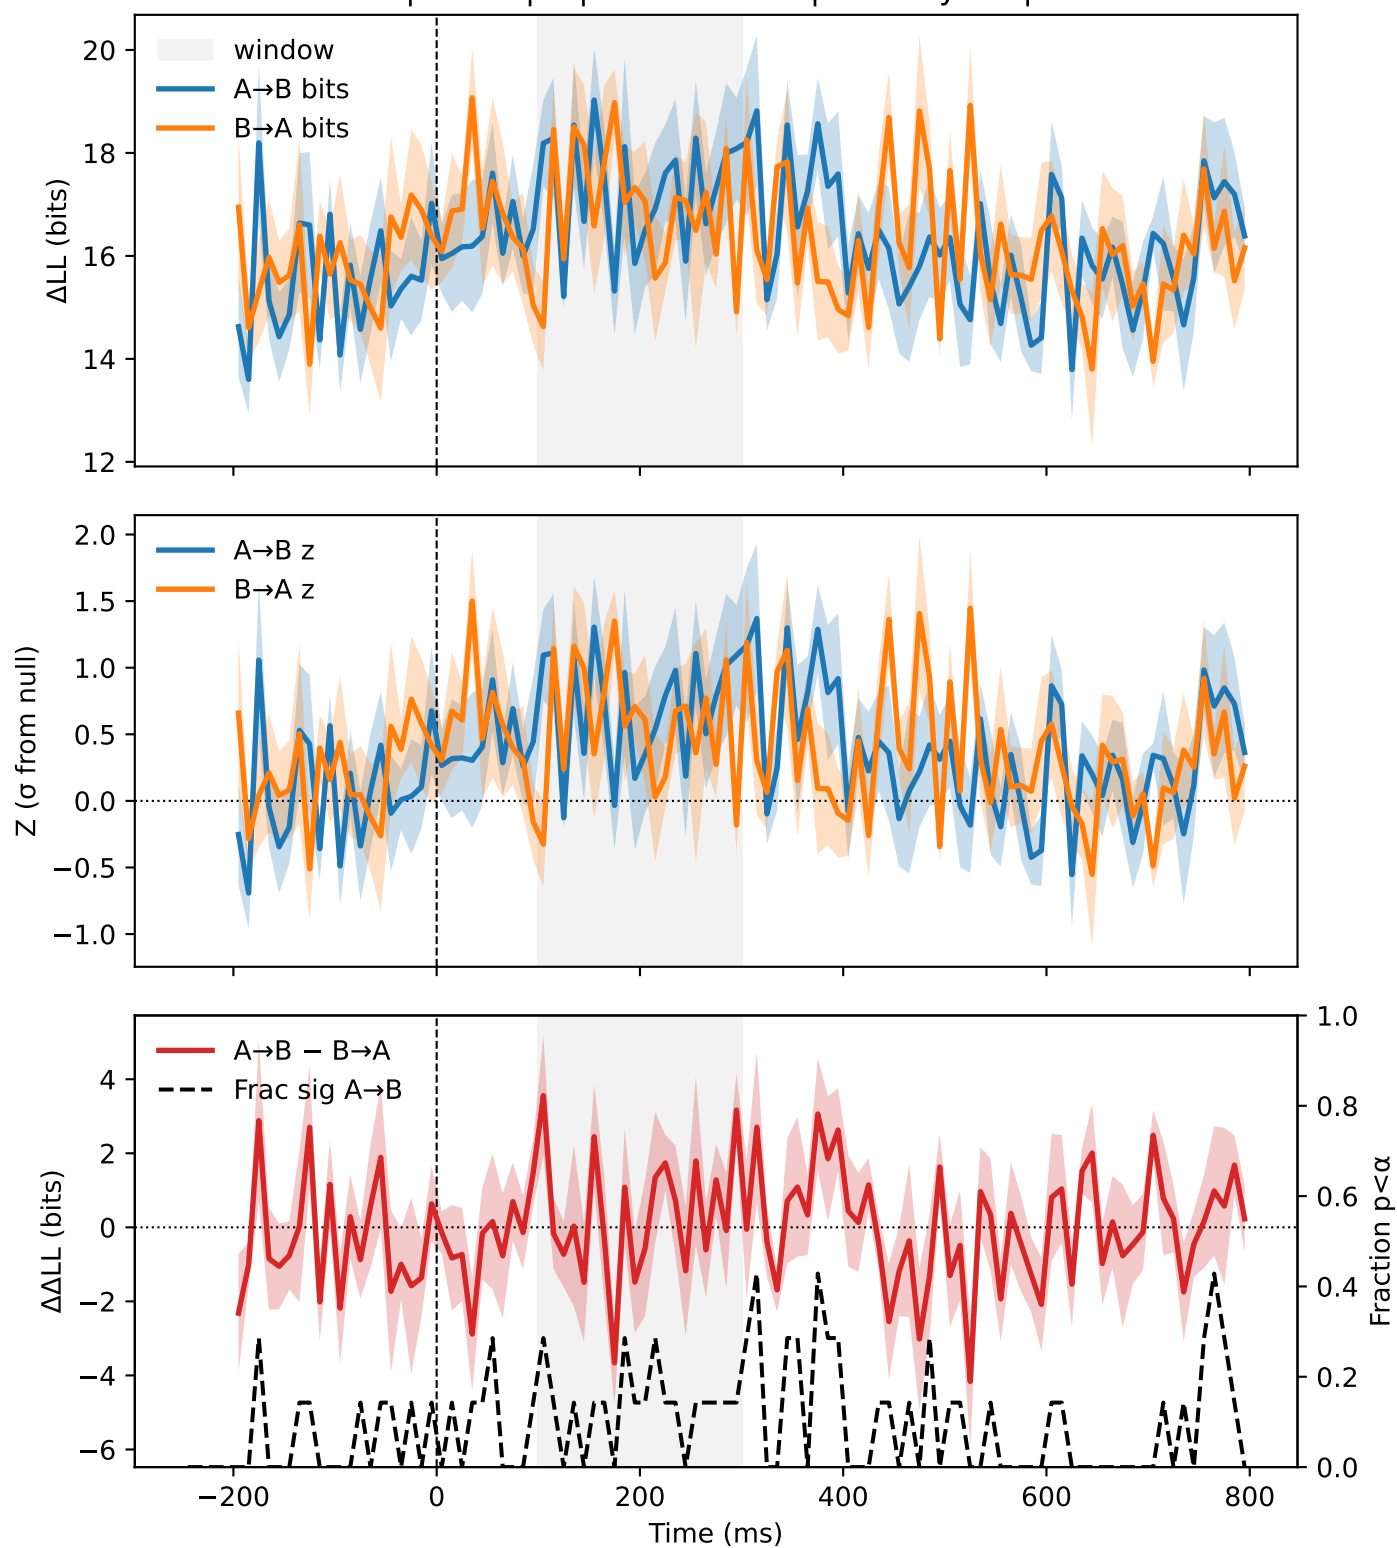 20
18
16
14
12
ΔLL (bits)
window
A→B bits
B→A bits
2.0
1.5
1.0
0.5
0.0
−0.5
−1.0
Z (σ from null)
A→B z
B→A z
4
2
0
−2
−4
−6
ΔΔLL (bits)
A→B − B→A
Frac sig A→B
1.0
0.8
0.6
0.4
0.2
0.0
Fraction p<α
−200
0
200
400
600
800
Time (ms)